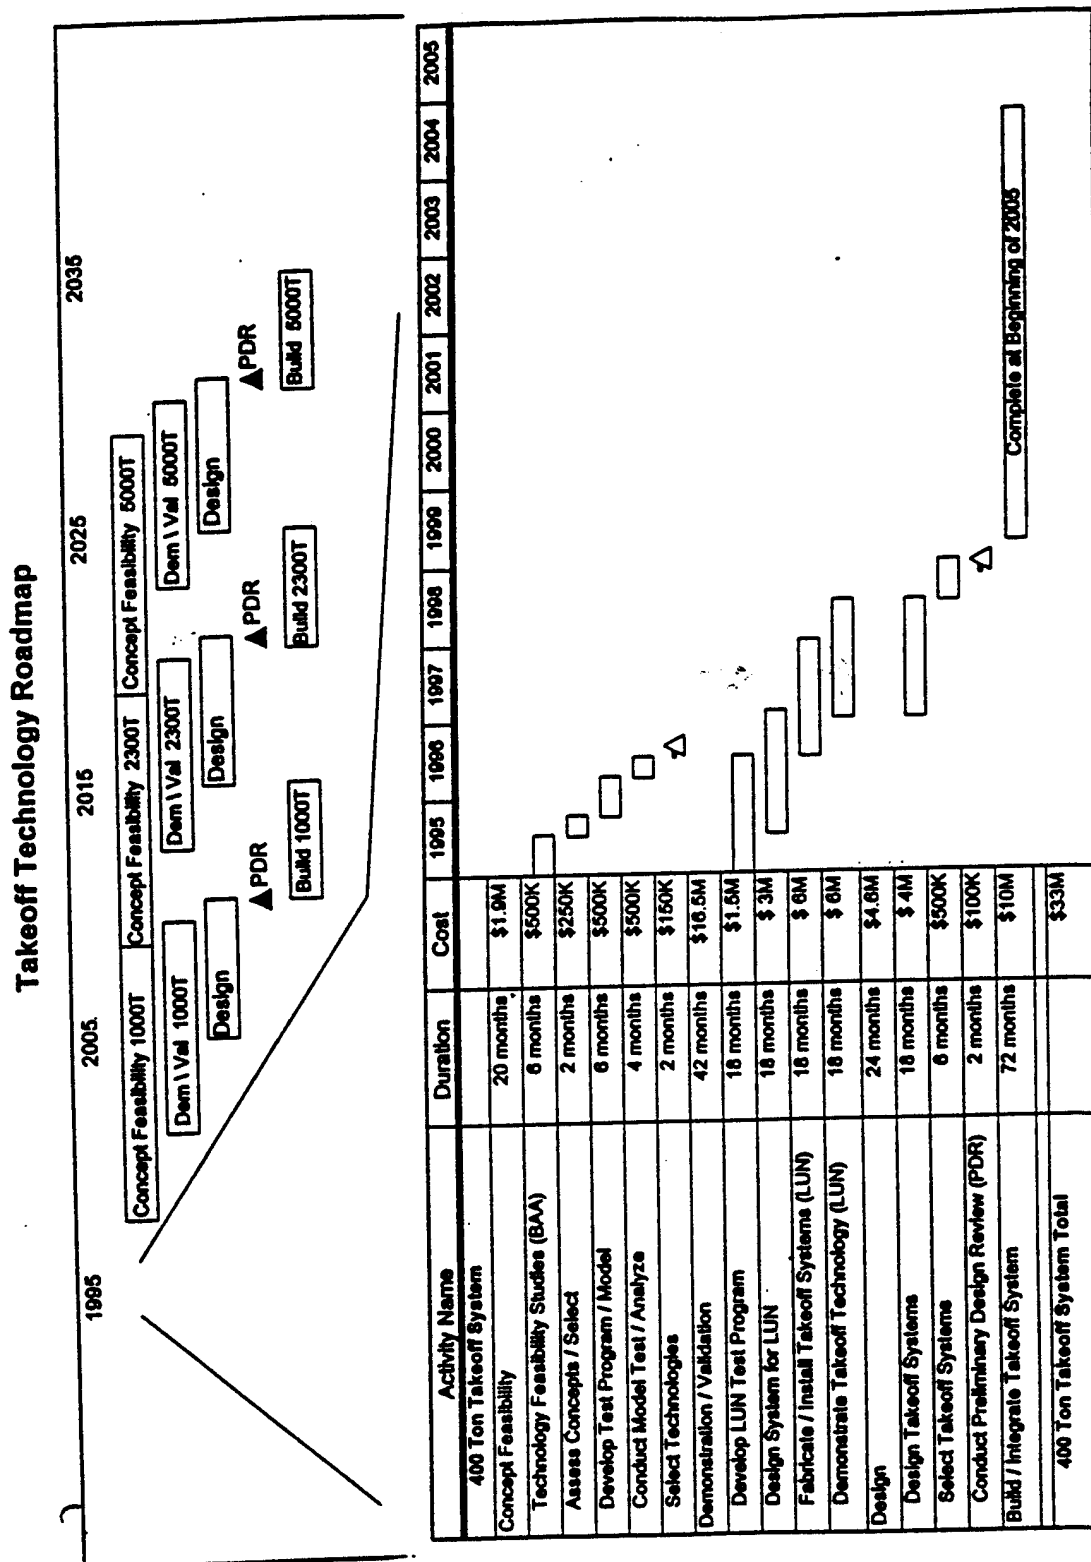 Takeoff Technology Roadmap
1995 2005. 2015 2025 2035
Concept Feasibility 1000T Concept Feasibility 2300T Concept Feasibility 5000T
Dem \ Val 1000T Dem \ Val 2300T Dem \ Val 5000T
Design Design Design
PDR PDR PDR
Build 1000T Build 2300T Build 5000T
Activity Name Duration Cost 1995 1996 1997 1998 1999 2000 2001 2002 2003 2004 2005
400 Ton Takeoff System
Concept Feasibility 20 months $1.9M
Technology Feasibility Studies (BAA) 6 months $500K
Assess Concepts / Select 2 months $250K
Develop Test Program / Model 6 months $500K
Conduct Model Test / Analyze 4 months $500K
Select Technologies 2 months $150K
Demonstration / Validation 42 months $16.5M
Develop LUN Test Program 18 months $1.5M
Design System for LUN 18 months $ 3M
Fabricate / Install Takeoff Systems (LUN) 18 months $ 6M
Demonstrate Takeoff Technology (LUN) 18 months $ 6M
Design 24 months $4.6M
Design Takeoff Systems 18 months $ 4M
Select Takeoff Systems 6 months $500K
Conduct Preliminary Design Review (PDR) 2 months $100K
Build / Integrate Takeoff System 72 months $10M Complete at Beginning of 2005
400 Ton Takeoff System Total $33M